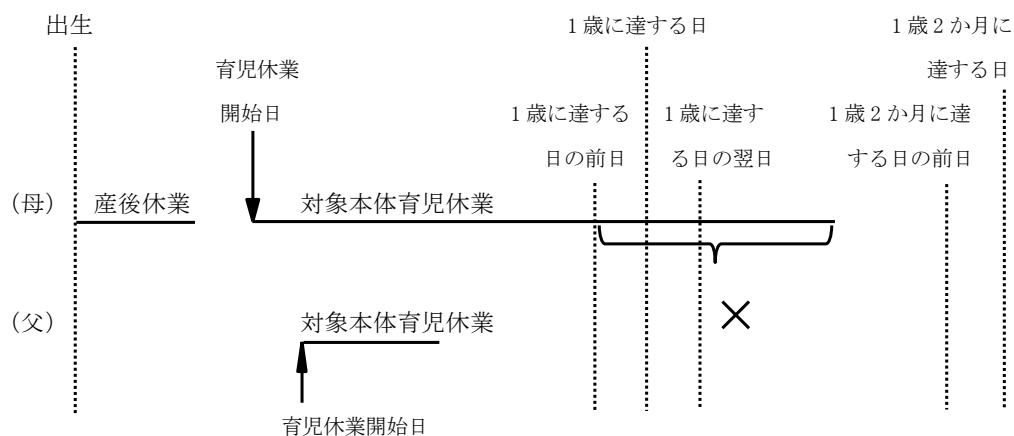 出生
1歳に達する日
1歳2か月に
達する日
育児休業
開始日
1歳に達する
日の前日
1歳に達す
る日の翌日
1歳2か月に達
する日の前日
(母)
産後休業
対象本体育児休業
(父)
対象本体育児休業
育児休業開始日